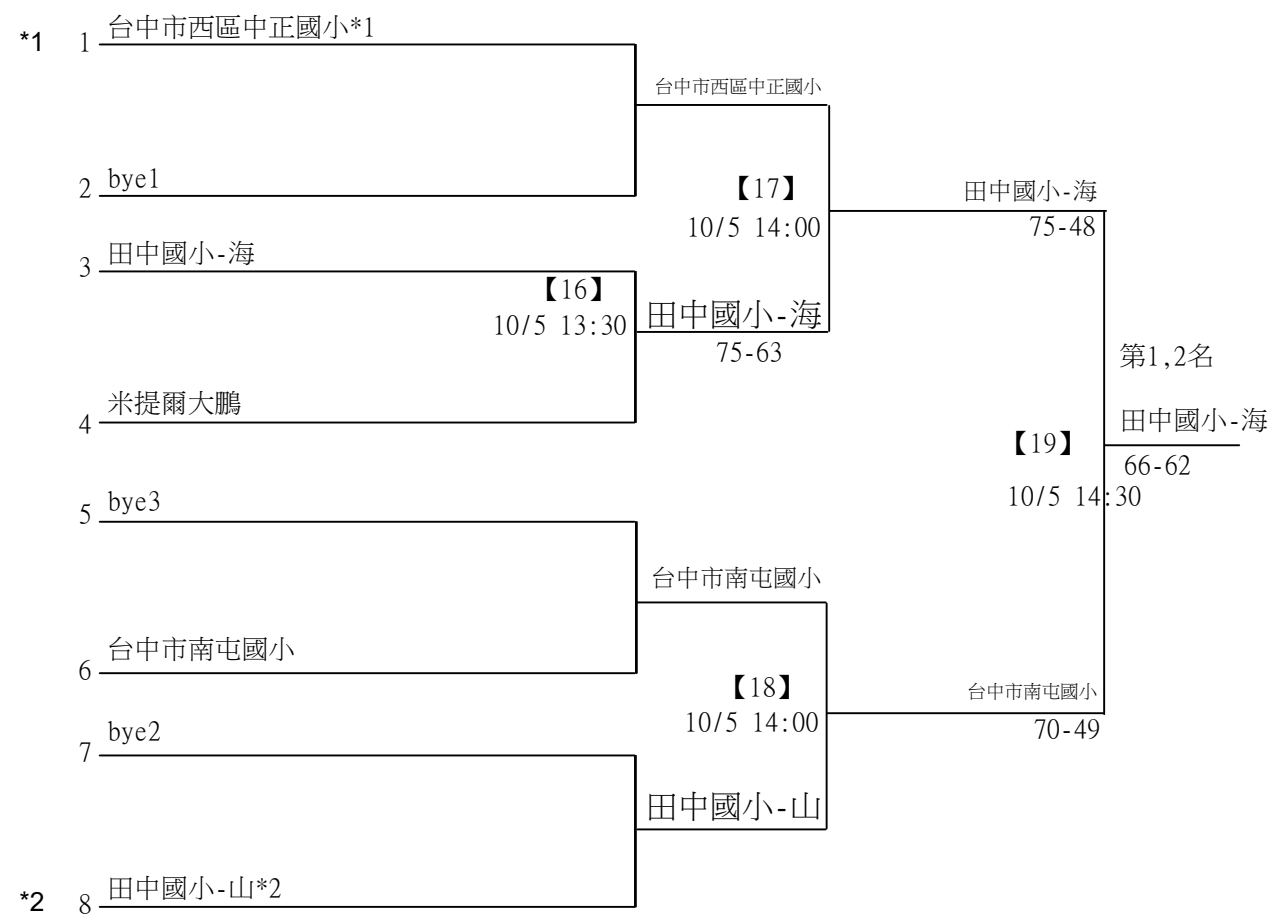 *1 1 台中市西區中正國小*1
台中市西區中正國小
2 bye1
【17】
10/5 14:00
田中國小-海
75-48
3 田中國小-海
【16】
10/5 13:30
田中國小-海
75-63
第1,2名
4 米提爾大鵬
田中國小-海
【19】
66-62
10/5 14:30
5 bye3
台中市南屯國小
6 台中市南屯國小
【18】
10/5 14:00
台中市南屯國小
70-49
7 bye2
田中國小-山
*2 8 田中國小-山*2